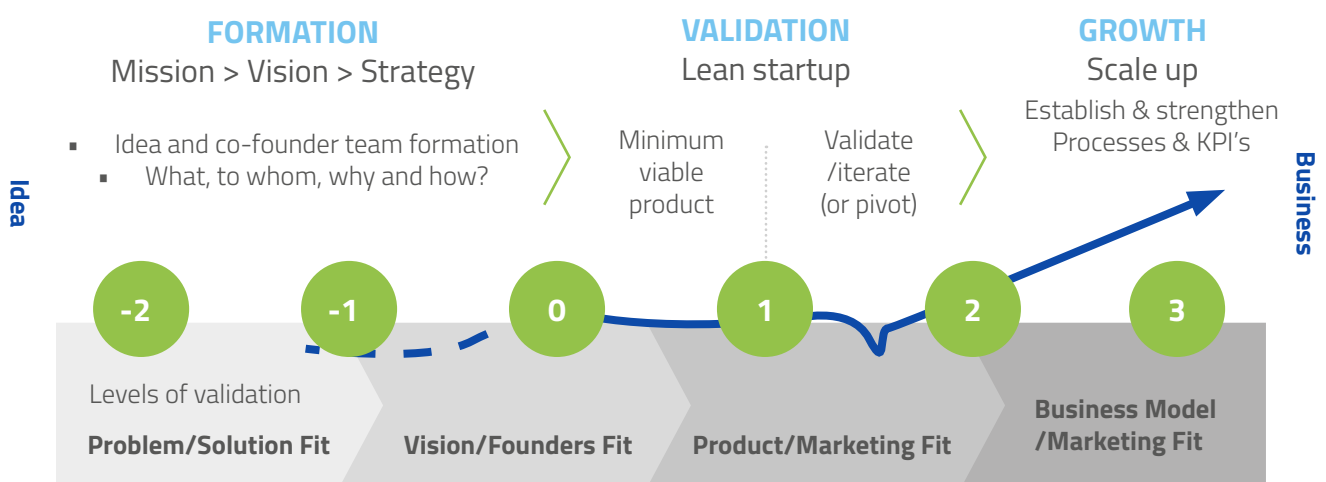 FORMATION
Mission > Vision > Strategy
▪ Idea and co-founder team formation
▪ What, to whom, why and how?
VALIDATION
Lean startup
Minimum
viable
product
Validate
/iterate
(or pivot)
GROWTH
Scale up
Establish & strengthen
Processes & KPI's
Idea
Business
-2
-1
0
1
2
3
Levels of validation
Problem/Solution Fit
Vision/Founders Fit
Product/Marketing Fit
Business Model
/Marketing Fit